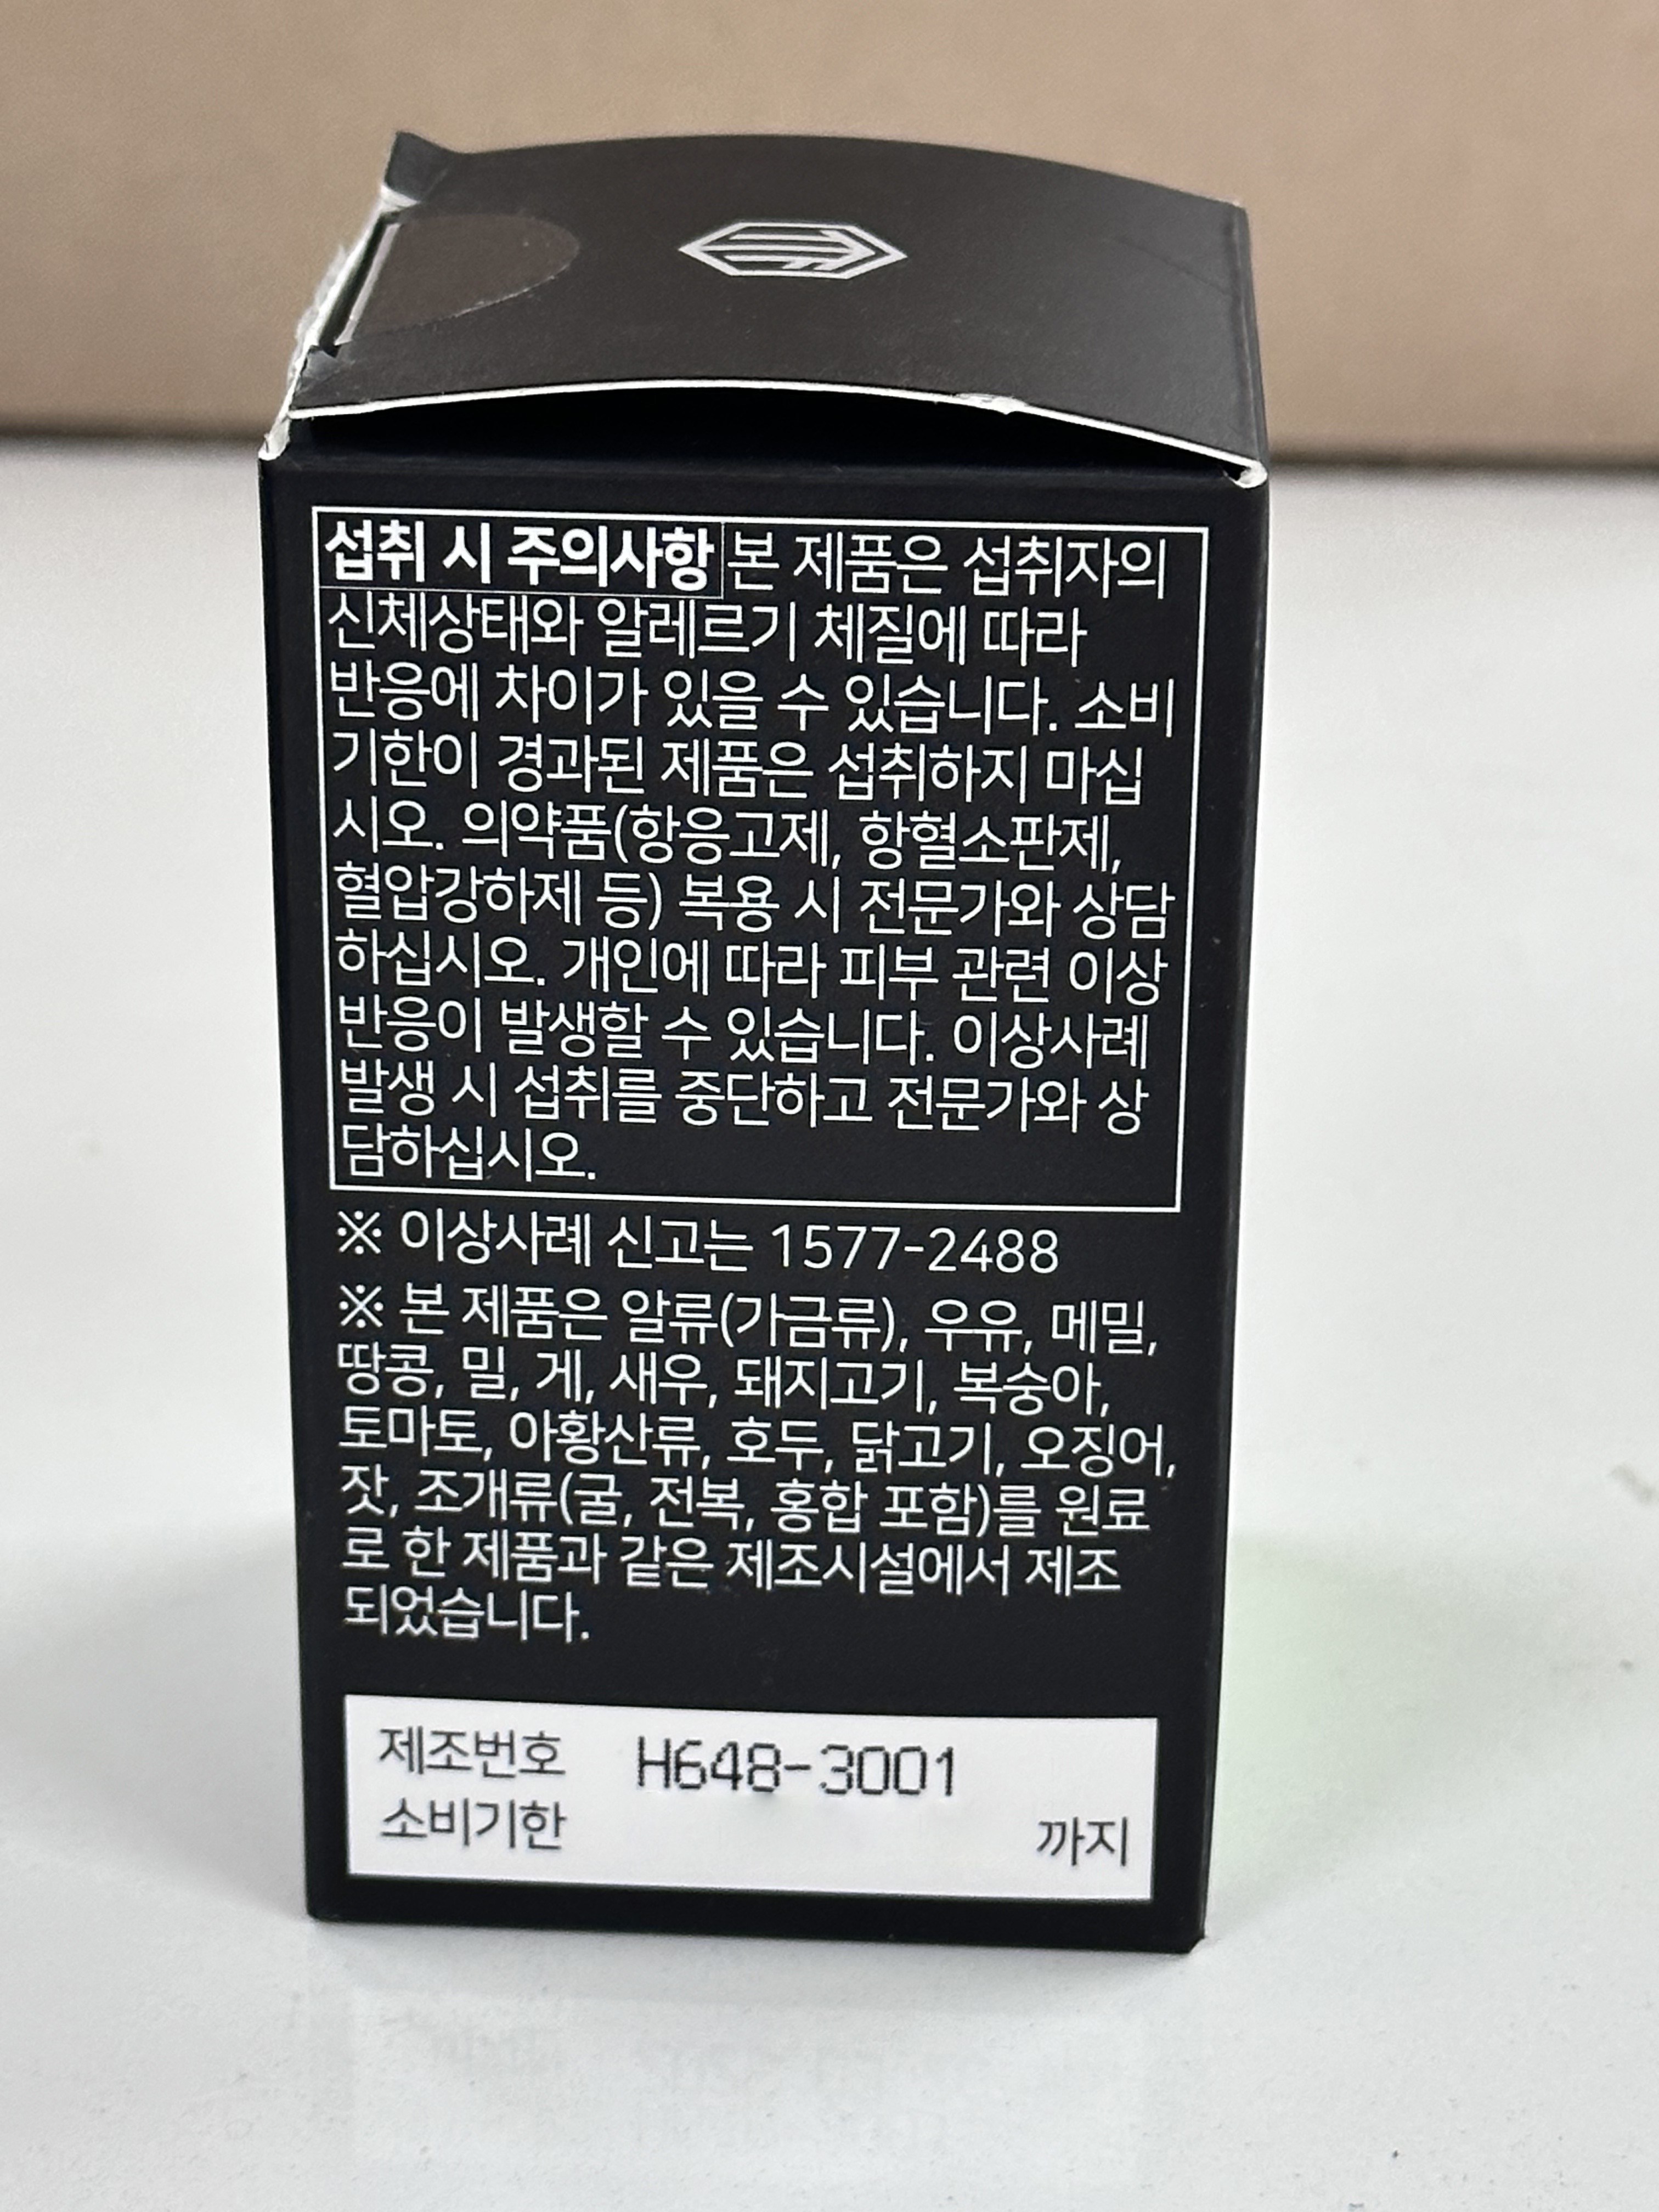 섭취 시 주의사항 본 제품은 섭취자의
신체상태와 알레르기 체질에 따라
반응에 차이가 있을 수 있습니다. 소비
기한이 경과된 제품은 섭취하지 마십
시오. 의약품(항응고제, 항혈소판제,
혈압강하제 등) 복용 시 전문가와 상담
하십시오. 개인에 따라 피부 관련 이상
반응이 발생할 수 있습니다. 이상사례
발생 시 섭취를 중단하고 전문가와 상
담하십시오.
※ 이상사례 신고는 1577-2488
※ 본 제품은 알류(가금류), 우유, 메밀,
땅콩, 밀, 게, 새우, 돼지고기, 복숭아,
토마토, 아황산류, 호두, 닭고기, 오징어,
잣, 조개류(굴, 전복, 홍합 포함)를 원료
로 한 제품과 같은 제조시설에서 제조
되었습니다.
제조번호 H648-3001
소비기한 까지